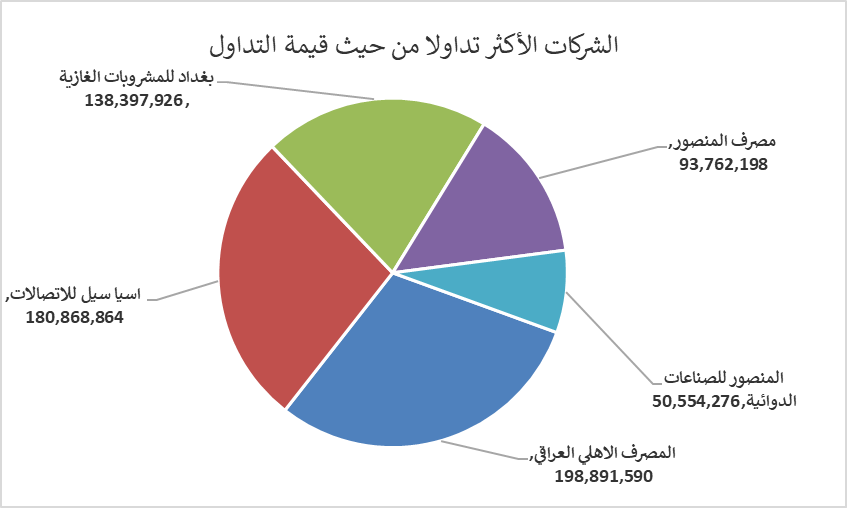 الشركات الأكثر تداولا من حيث قيمة التداول
بغداد للمشروبات الغازية
, 138,397,926
مصرف المنصور,
93,762,198
اسيا سيل للاتصالات,
180,868,864
المنصور للصناعات
الدوائية, 50,554,276
المصرف الاهلي العراقي,
198,891,590